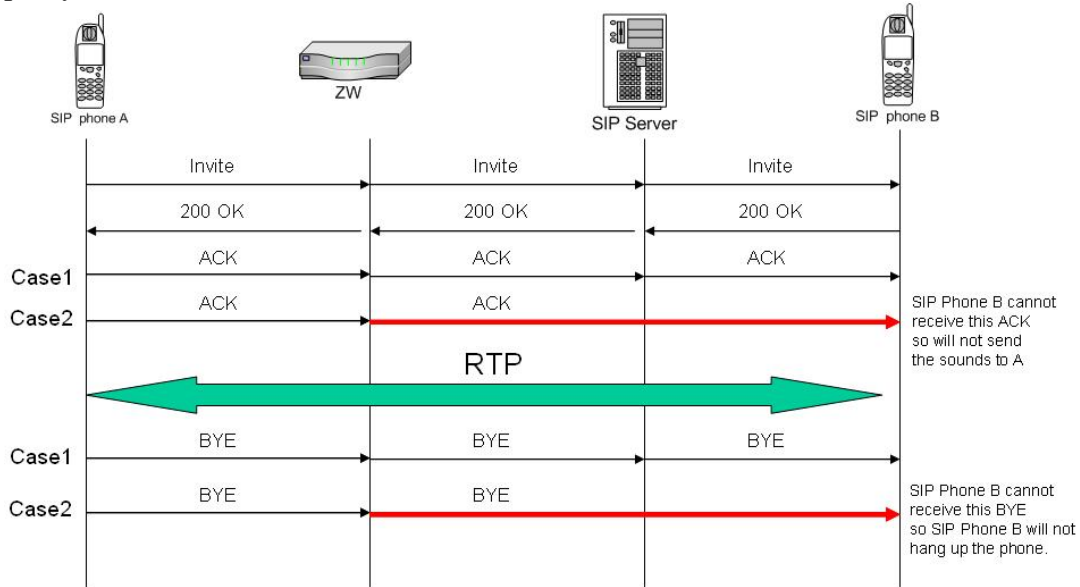 SIP phone A
ZW
SIP Server
SIP phone B
Invite Invite Invite
200 OK 200 OK 200 OK
ACK ACK ACK
Case1
ACK ACK
Case2
SIP Phone B cannot
receive this ACK
so will not send
the sounds to A
RTP
BYE BYE BYE
Case1
BYE BYE
Case2
SIP Phone B cannot
receive this BYE
so SIP Phone B will not
hang up the phone.